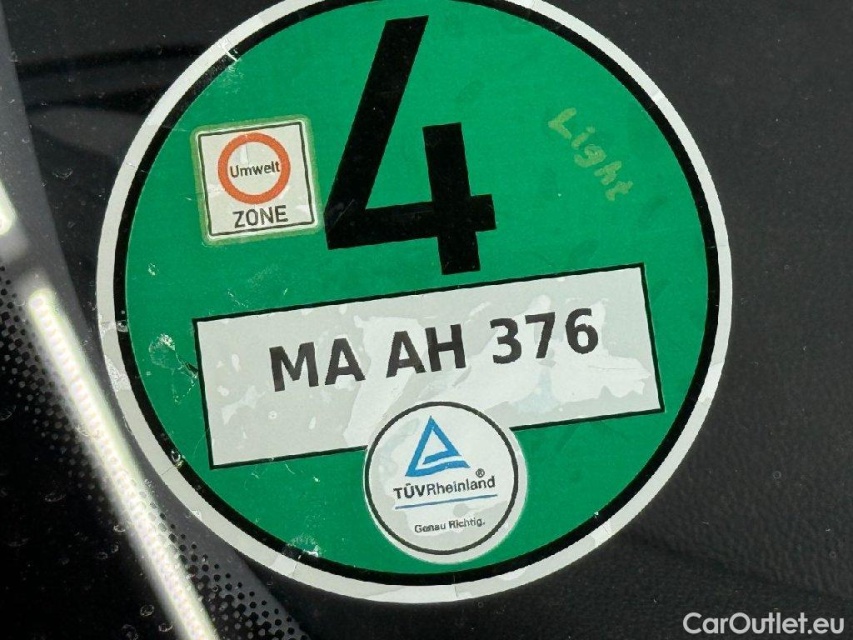 4
Light
Umwelt
ZONE
MA AH 376
TÜVRheinland®
Genau Richtig.
CarOutlet.eu